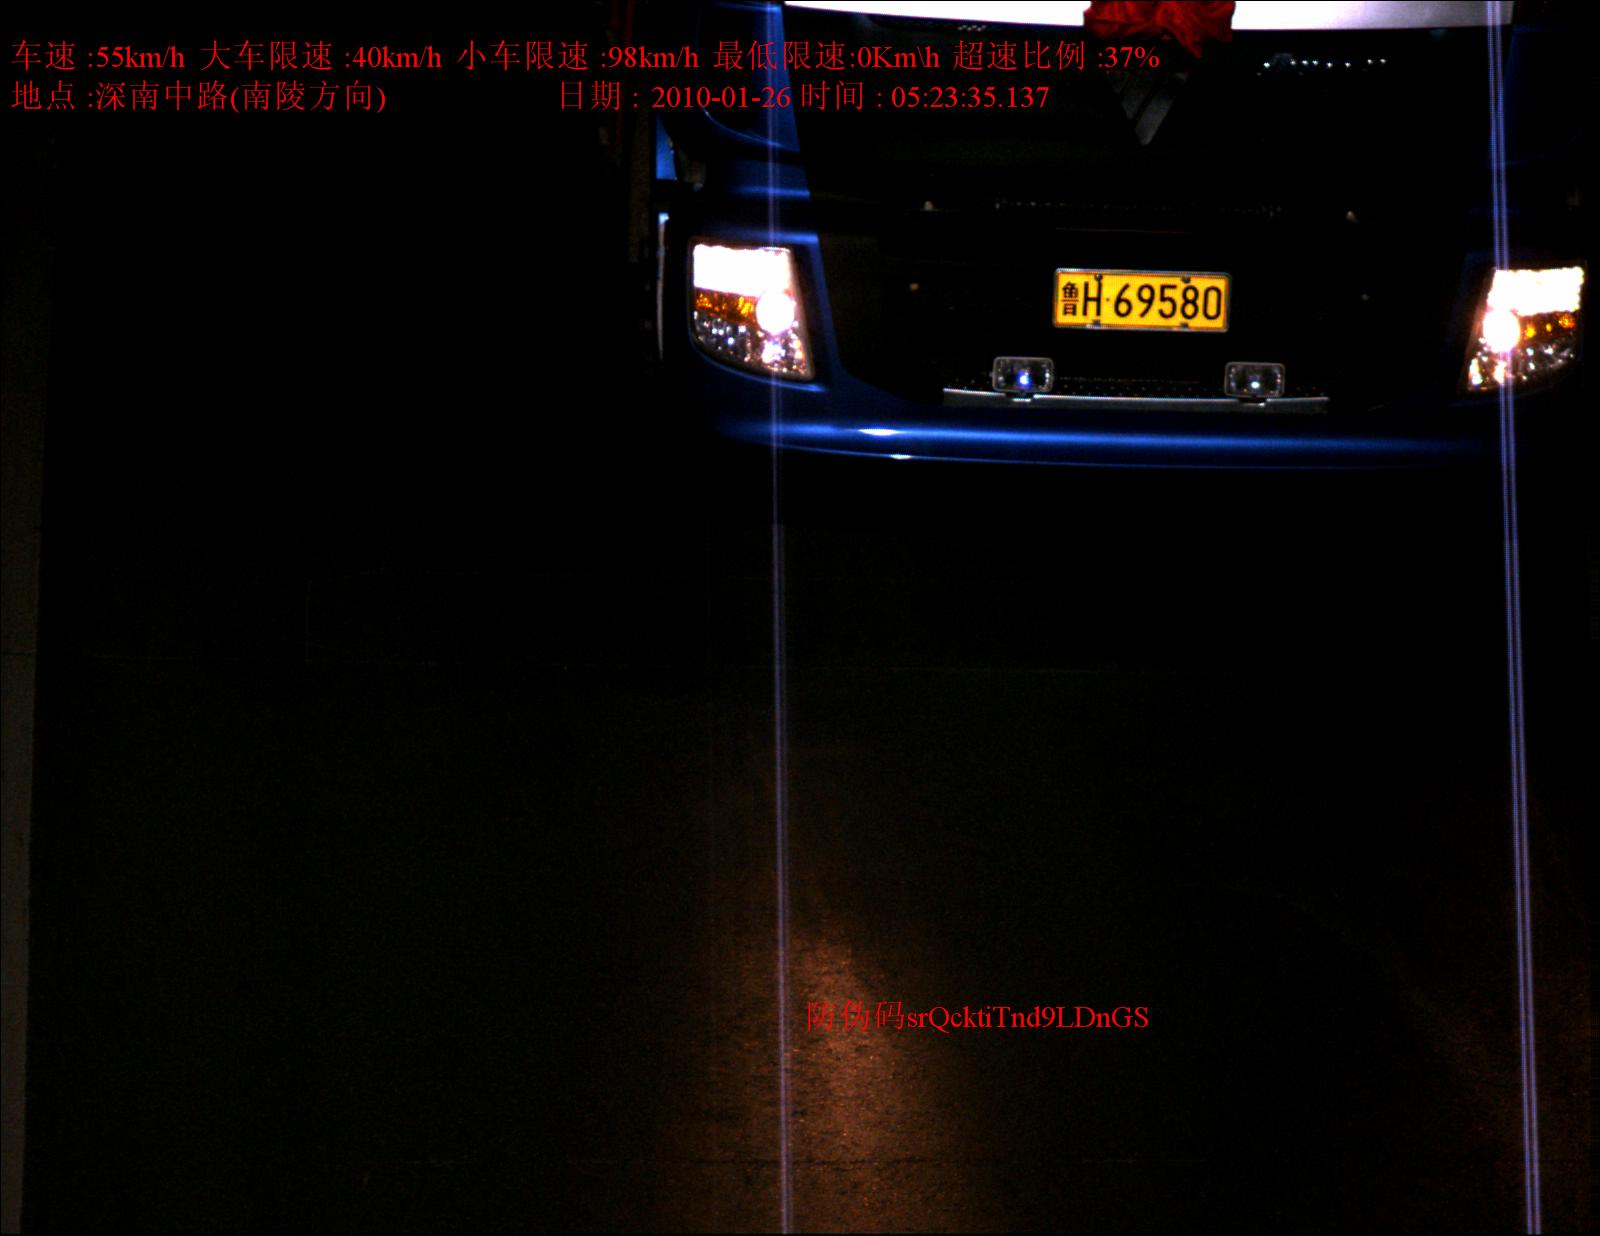 车速 :55km/h 大车限速 :40km/h 小车限速 :98km/h 最低限速:0Km\h 超速比例 :37%
地点 :深南中路(南陵方向) 日期 : 2010-01-26 时间 : 05:23:35.137
鲁H·69580
防伪码srQcktiTnd9LDnGS